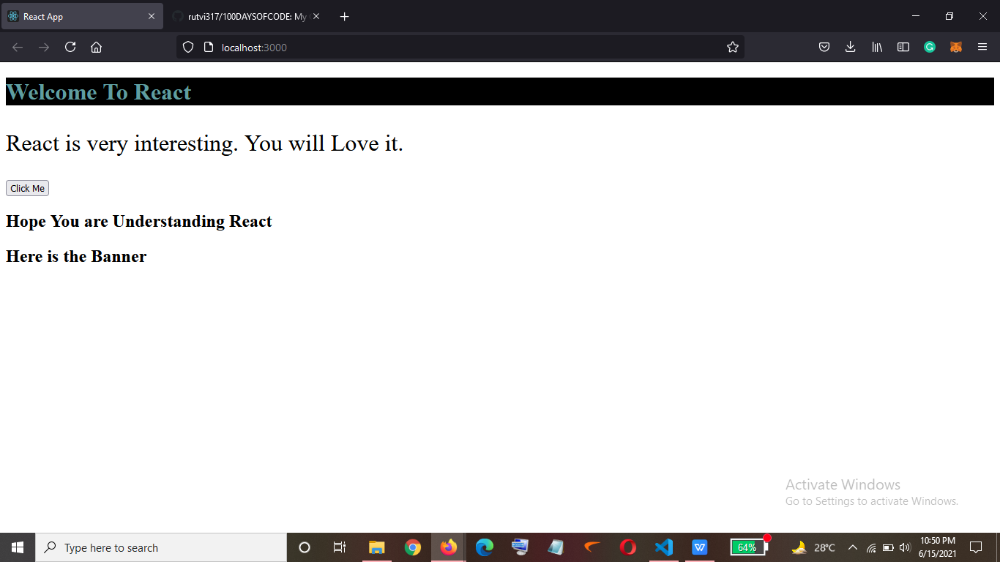 React App
rutvi317/100DAYSOFCODE: My
localhost:3000
Welcome To React
React is very interesting. You will Love it.
Click Me
Hope You are Understanding React
Here is the Banner
Activate Windows
Go to Settings to activate Windows.
Type here to search
64%
28°C
10:50 PM
6/15/2021